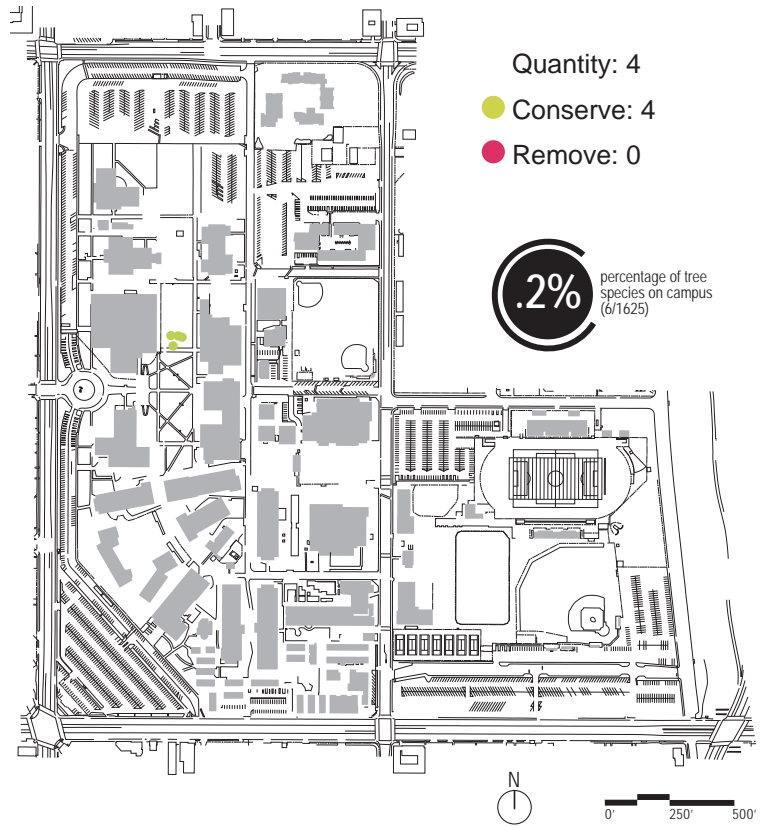 Quantity: 4
Conserve: 4
Remove: 0
.2%
percentage of tree
species on campus
(6/1625)
N
0' 250' 500'